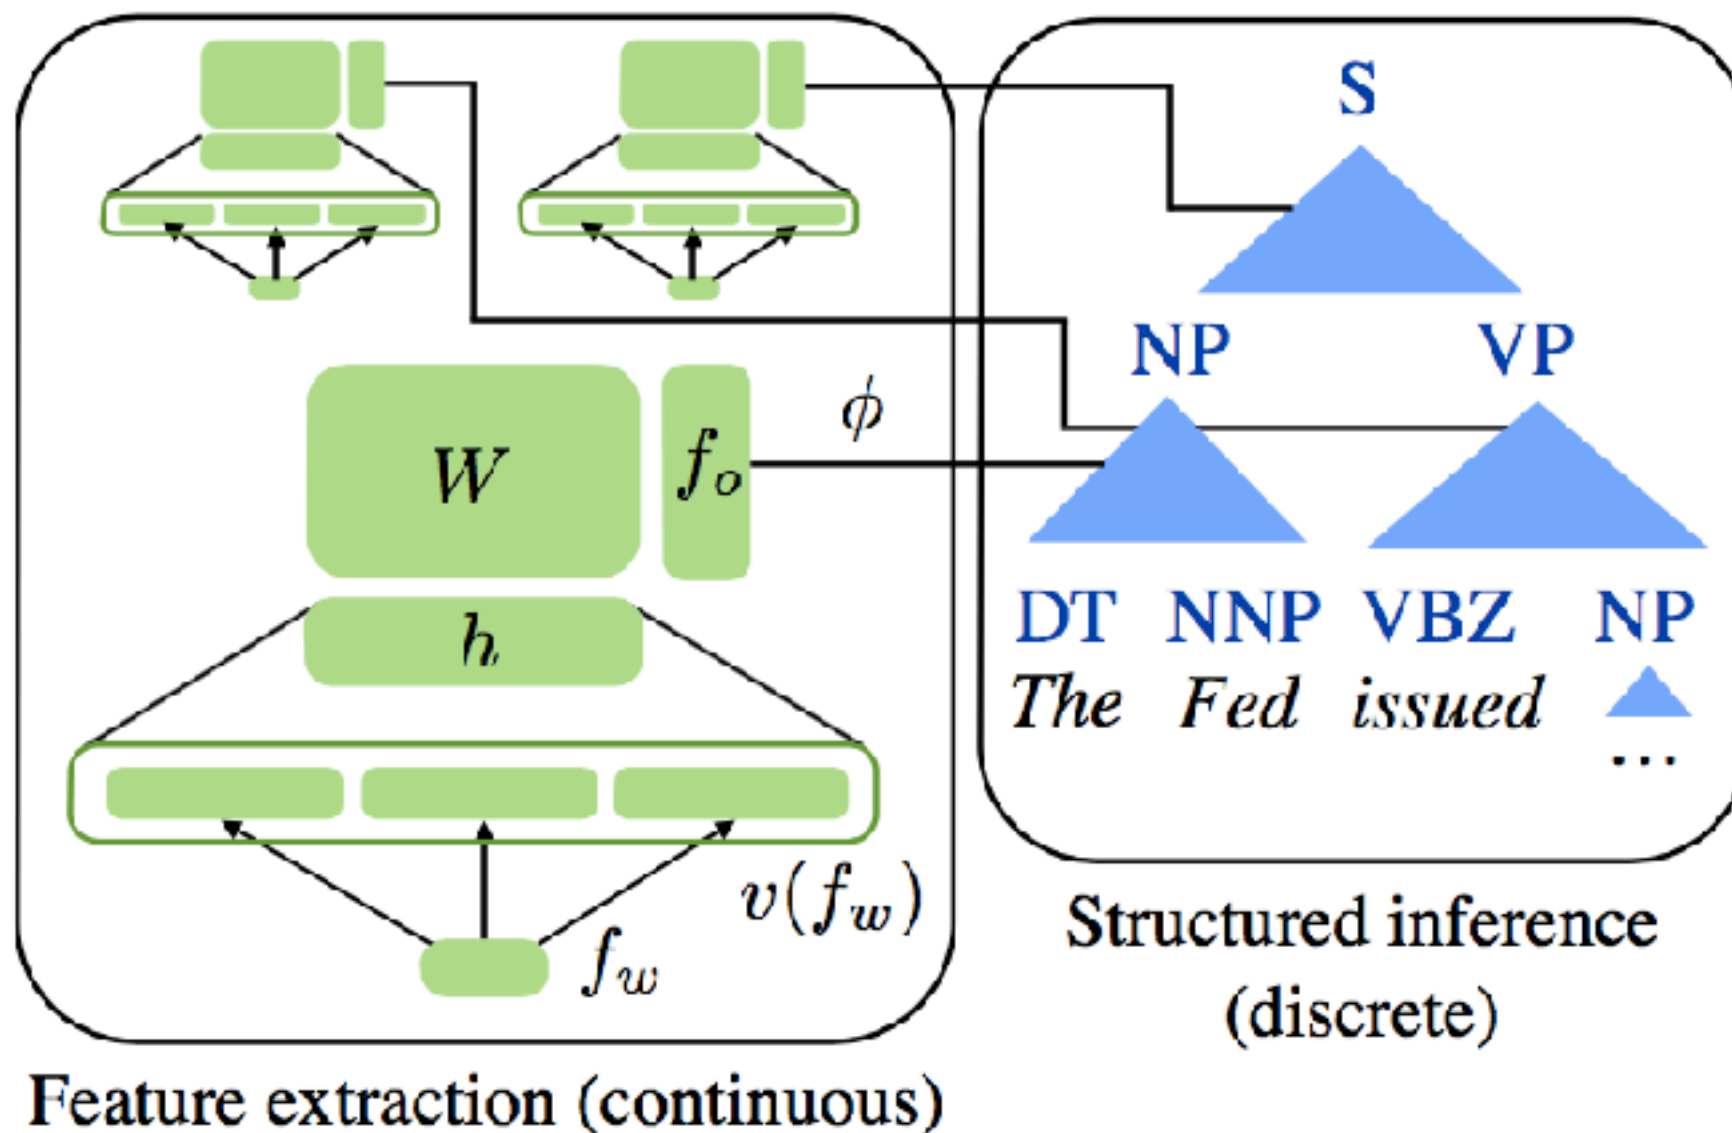 S
NP VP
ϕ
W f_o
DT NNP VBZ NP
h
The Fed issued
...
v(f_w)
f_w
Structured inference
(discrete)
Feature extraction (continuous)